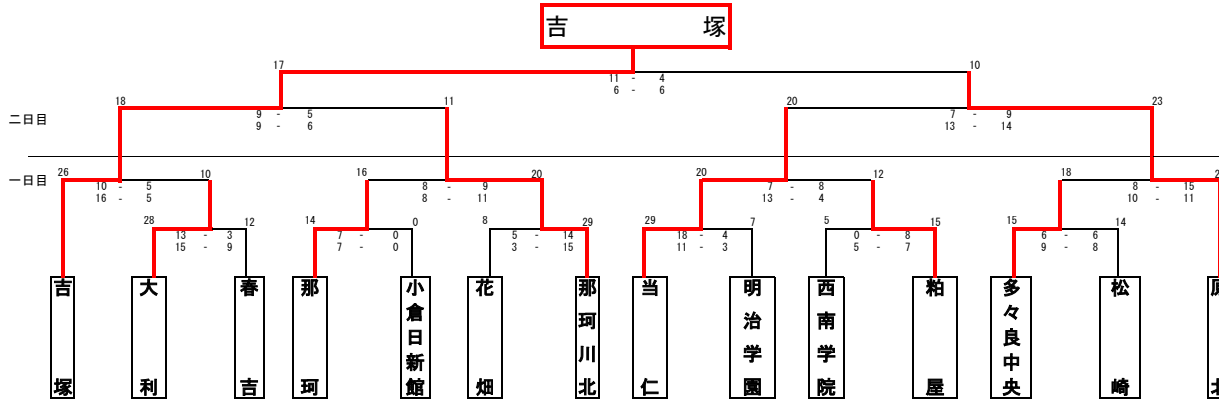 吉 塚
17 10
11 - 4
6 - 6
18 11 20 23
二日目
9 - 5 7 - 9
9 - 6 13 - 14
26 10 16 20 20 12 18
一日目
10 - 5 8 - 9 7 - 8 8 - 15
16 - 5 8 - 11 13 - 4 10 - 11
28 12 14 0 8 29 29 7 5 15 15 14
13 - 3 7 - 0 5 - 14 18 - 4 0 - 8 6 - 6
15 - 9 7 - 0 3 - 15 11 - 3 5 - 7 9 - 8
吉塚
大利
春吉
那珂
小倉日新館
花畑
那珂川北
当仁
明治学園
西南学院
粕屋
多々良中央
松崎